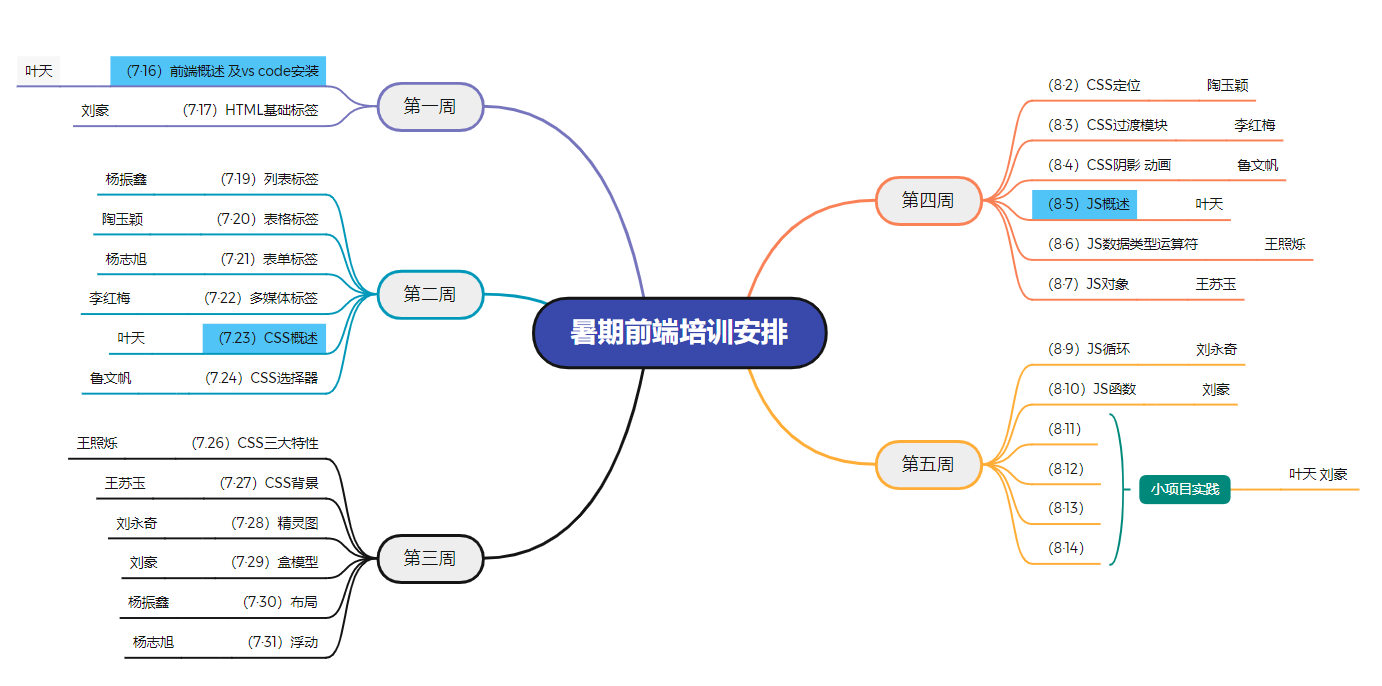 暑期前端培训安排
第一周
叶天 （7·16）前端概述 及vs code安装
刘豪 （7·17）HTML基础标签
第二周
杨振鑫 （7·19）列表标签
陶玉颖 （7·20）表格标签
杨志旭 （7·21）表单标签
李红梅 （7·22）多媒体标签
叶天 （7.23）CSS概述
鲁文帆 （7.24）CSS选择器
第三周
王照烁 （7.26）CSS三大特性
王苏玉 （7·27）CSS背景
刘永奇 （7·28）精灵图
刘豪 （7·29）盒模型
杨振鑫 （7·30）布局
杨志旭 （7·31）浮动
第四周
（8·2）CSS定位 陶玉颖
（8·3）CSS过渡模块 李红梅
（8·4）CSS阴影 动画 鲁文帆
（8·5）JS概述 叶天
（8·6）JS数据类型运算符 王照烁
（8·7）JS对象 王苏玉
第五周
（8·9）JS循环 刘永奇
（8·10）JS函数 刘豪
（8·11）
（8·12）
（8·13）
（8·14）
小项目实践 叶天 刘豪